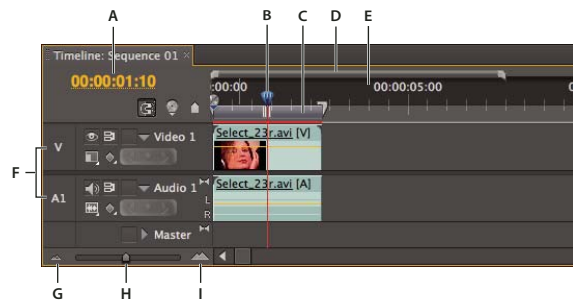 A B C D E
Timeline: Sequence 01 ×
00:00:01:10
:00:00 00:00:05:00 0
V Video 1 Select_23r.avi [V]
F
A1 Audio 1 L R Select_23r.avi [A]
Master
G H I